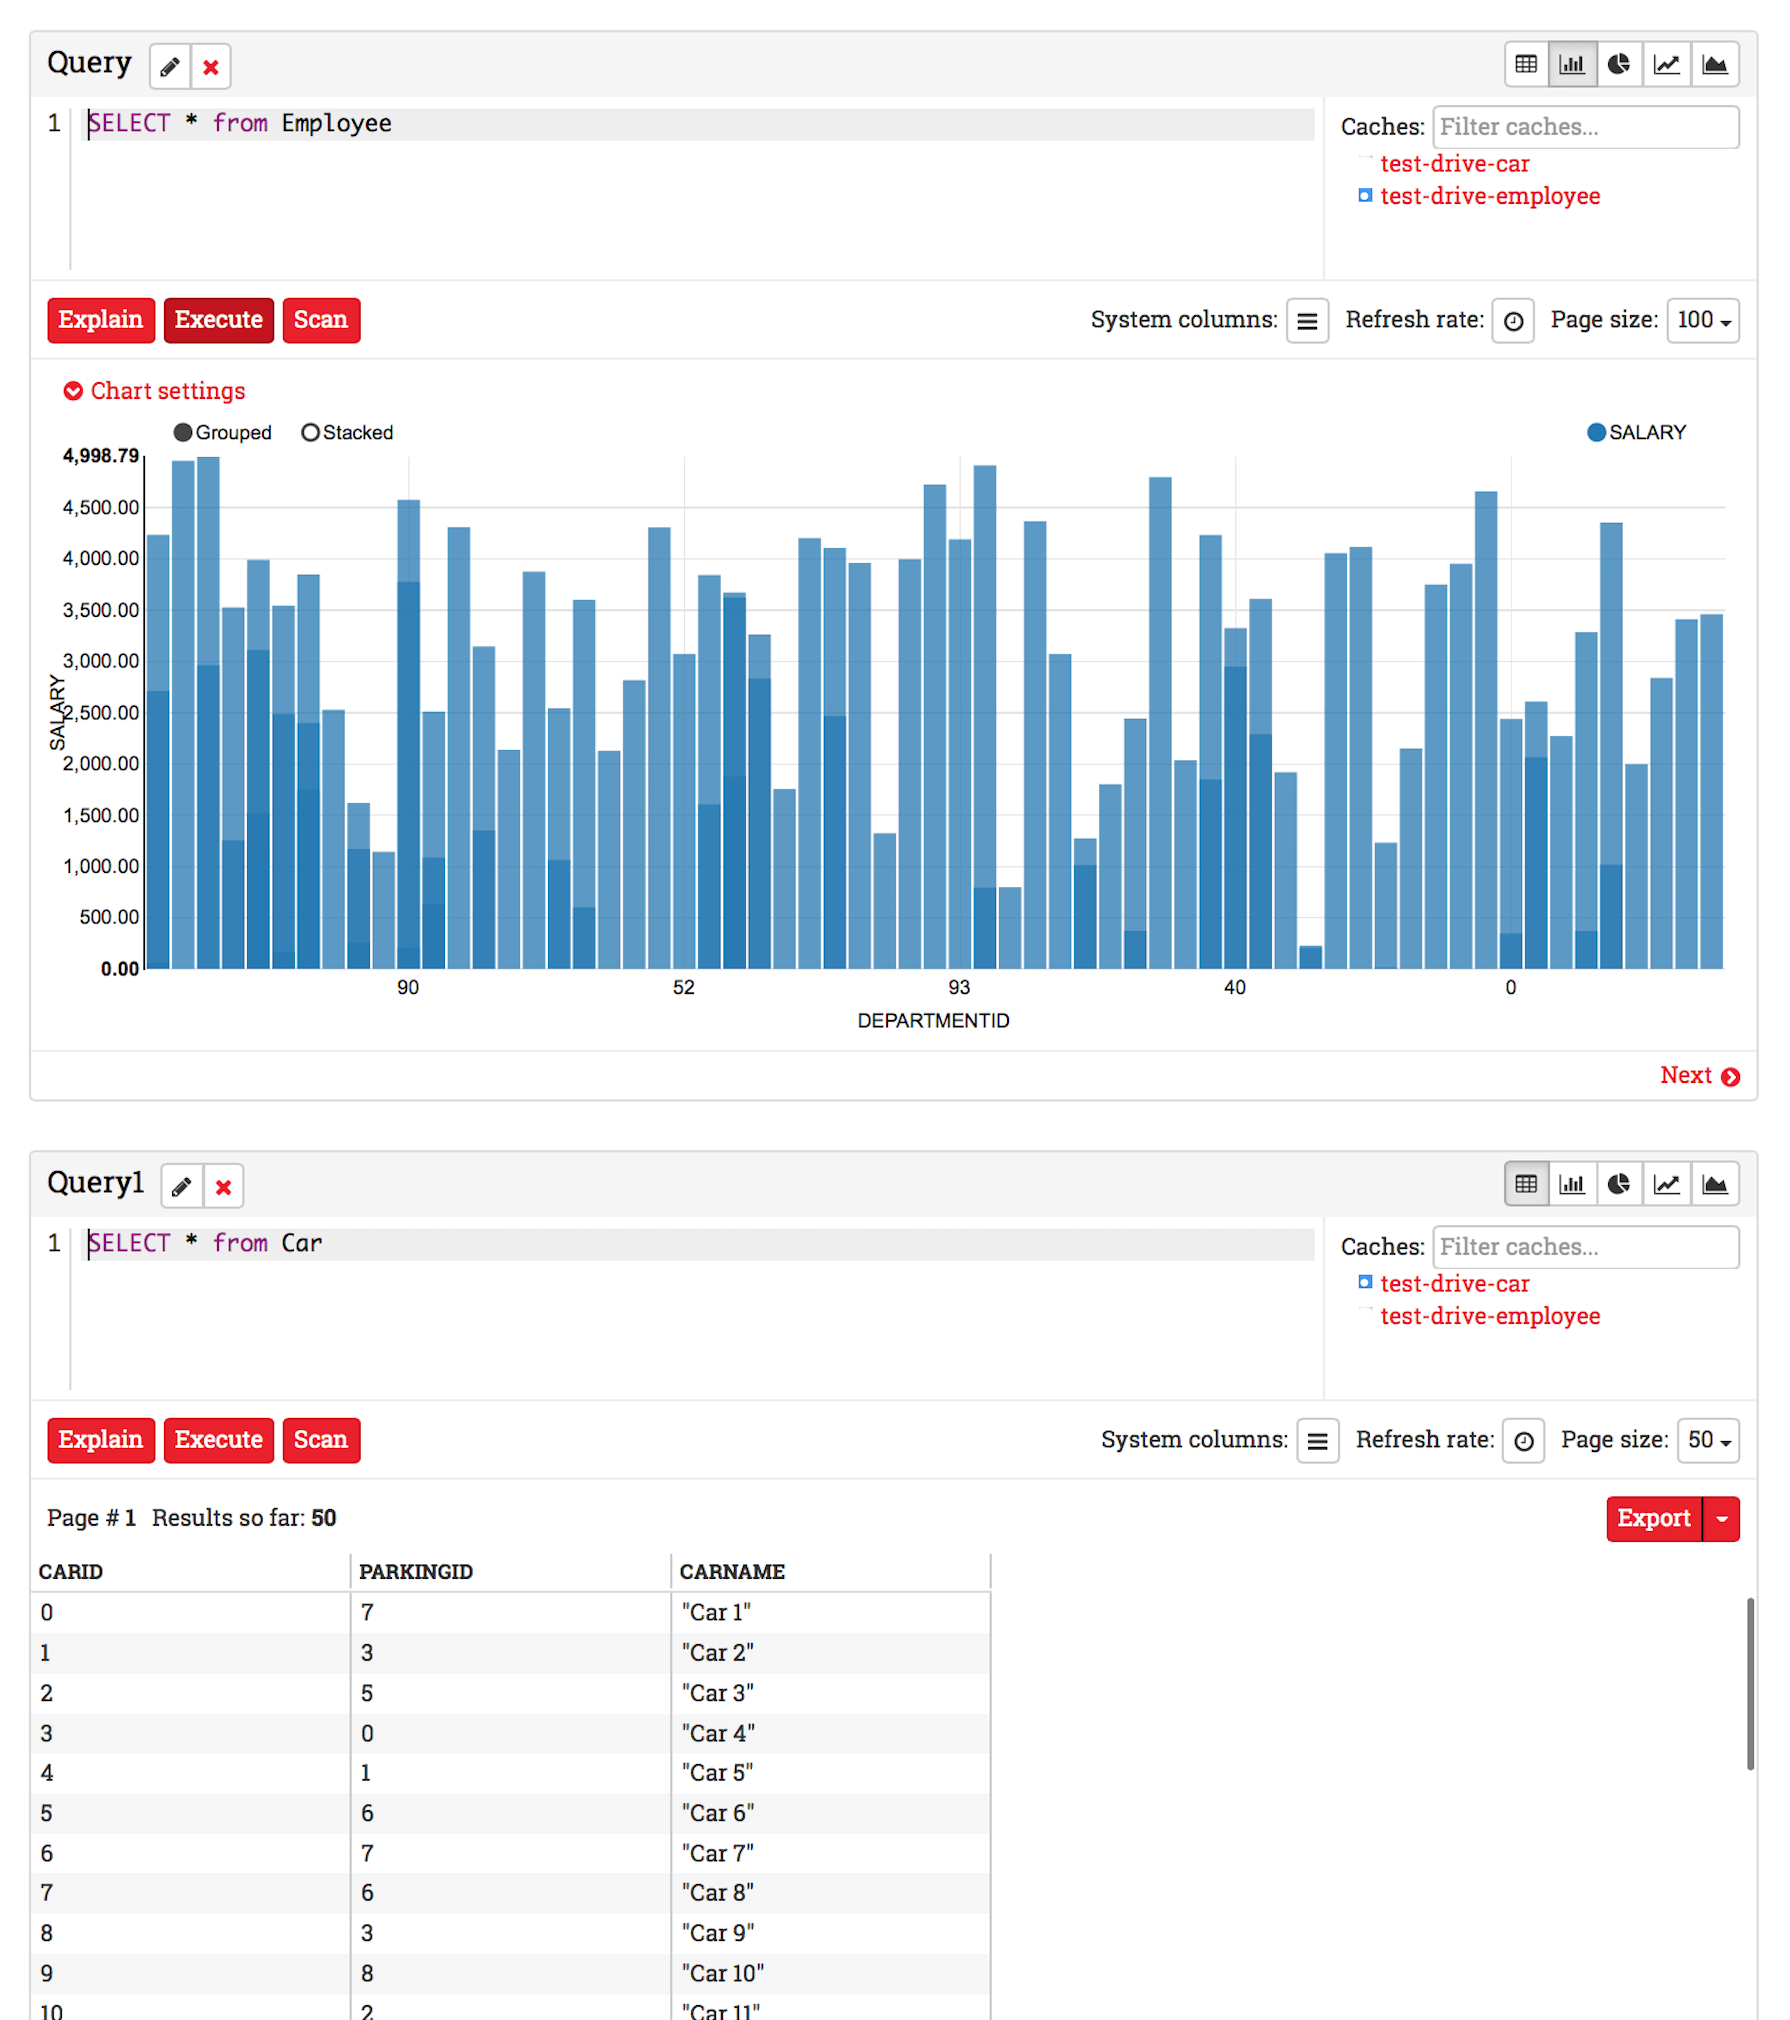 Query
1 SELECT * from Employee
Caches: Filter caches...
test-drive-car
test-drive-employee
Explain Execute Scan System columns: Refresh rate: Page size: 100
Chart settings
Grouped Stacked SALARY
4,998.79
4,500.00
4,000.00
3,500.00
3,000.00
2,500.00
2,000.00
1,500.00
1,000.00
500.00
0.00
SALARY
90 52 93 40 0
DEPARTMENTID
Next
Query1
1 SELECT * from Car
Caches: Filter caches...
test-drive-car
test-drive-employee
Explain Execute Scan System columns: Refresh rate: Page size: 50
Page # 1 Results so far: 50 Export
CARID PARKINGID CARNAME
0 7 "Car 1"
1 3 "Car 2"
2 5 "Car 3"
3 0 "Car 4"
4 1 "Car 5"
5 6 "Car 6"
6 7 "Car 7"
7 6 "Car 8"
8 3 "Car 9"
9 8 "Car 10"
10 2 "Car 11"